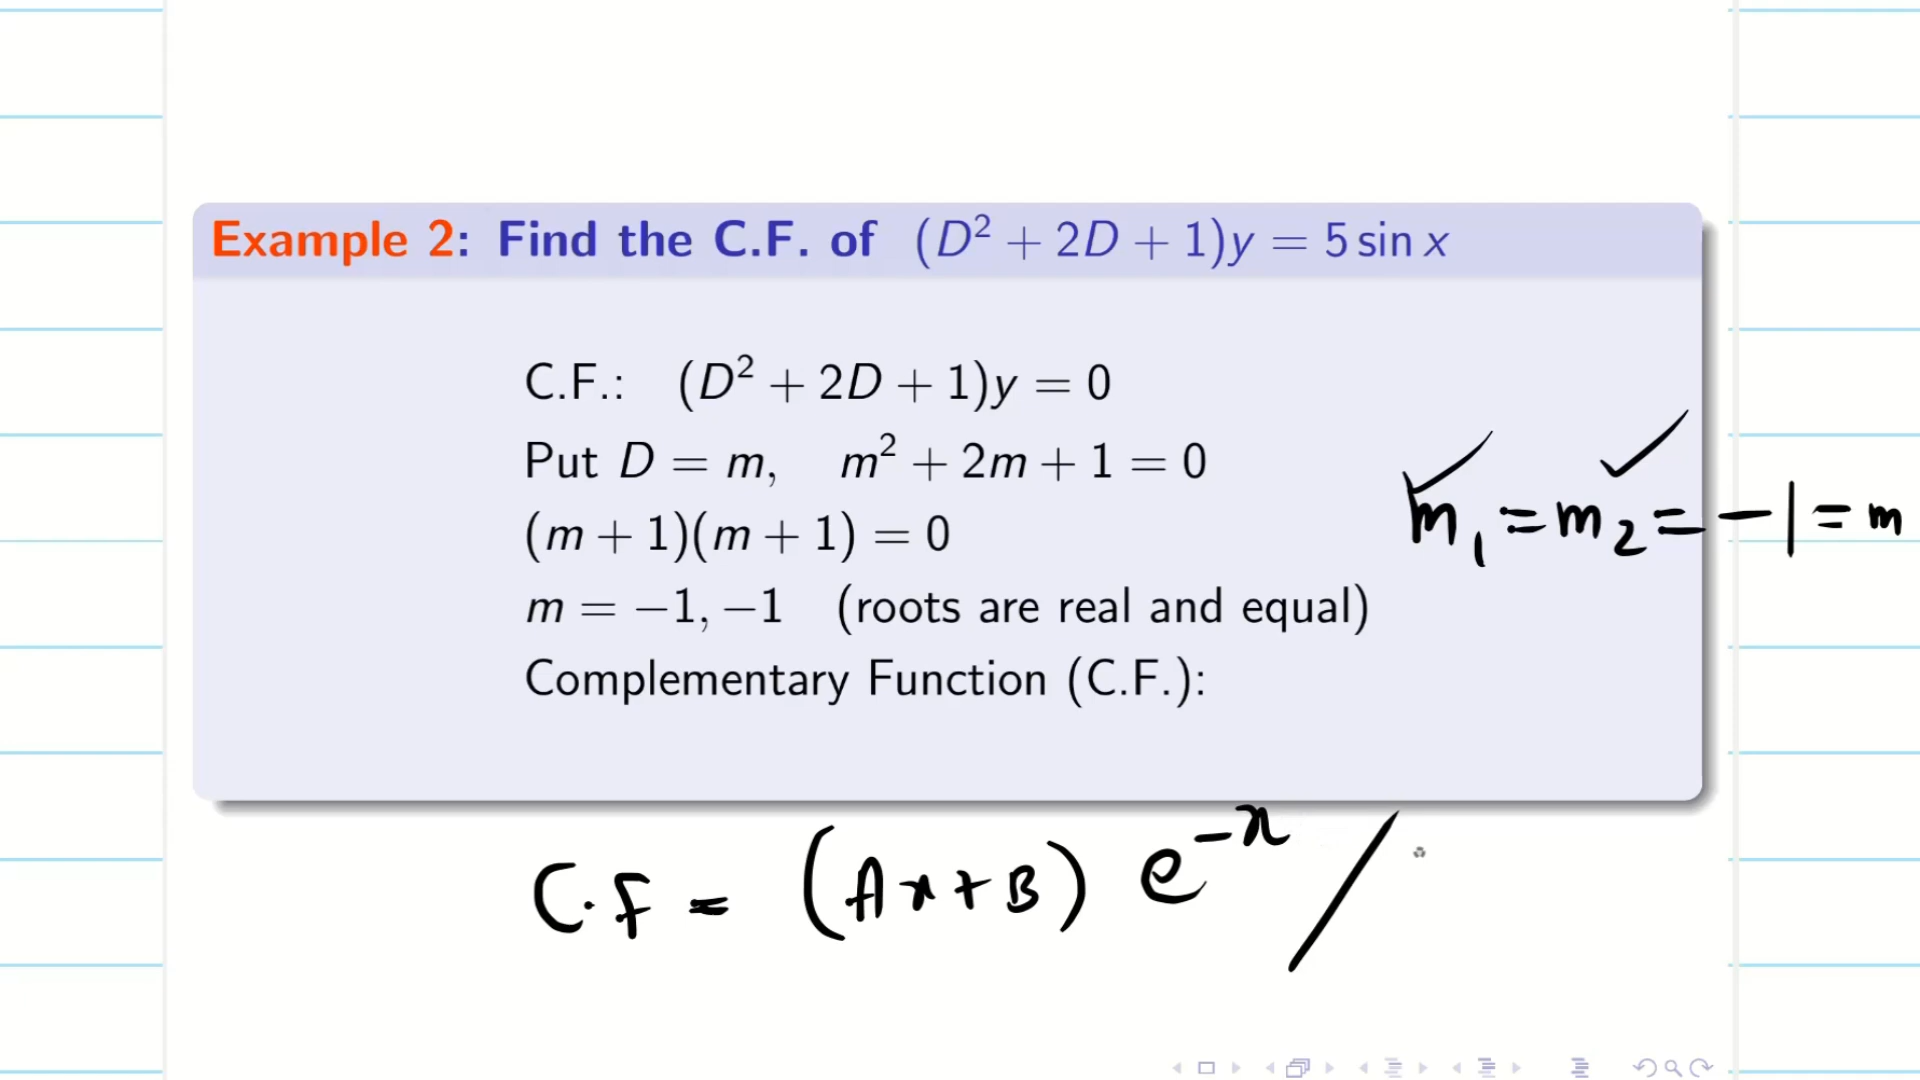 Example 2: Find the C.F. of (D² + 2D + 1)y = 5 sin x
C.F.: (D² + 2D + 1)y = 0
Put D = m, m² + 2m + 1 = 0
(m + 1)(m + 1) = 0
m₁ = m₂ = −1 = m
m = −1, −1 (roots are real and equal)
Complementary Function (C.F.):
C.F = (Ax+B) e⁻ˣ